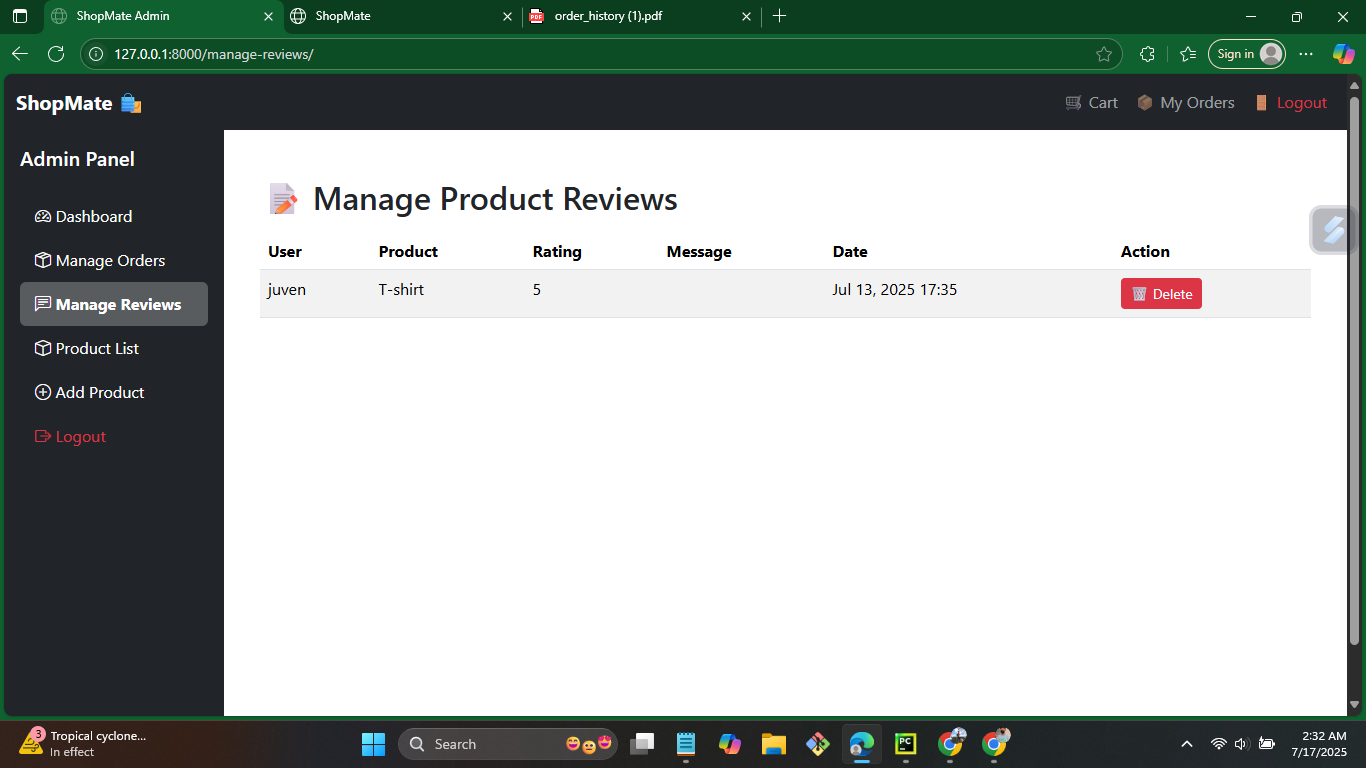 ShopMate Admin
ShopMate
PDF
order_history (1).pdf
127.0.0.1:8000/manage-reviews/
Sign in
ShopMate
Cart
My Orders
Logout
Admin Panel
Dashboard
Manage Orders
Manage Reviews
Product List
Add Product
Logout
Manage Product Reviews
User Product Rating Message Date Action
juven T-shirt 5 Jul 13, 2025 17:35 Delete
3
Tropical cyclone...
In effect
Search
PC
2:32 AM
7/17/2025